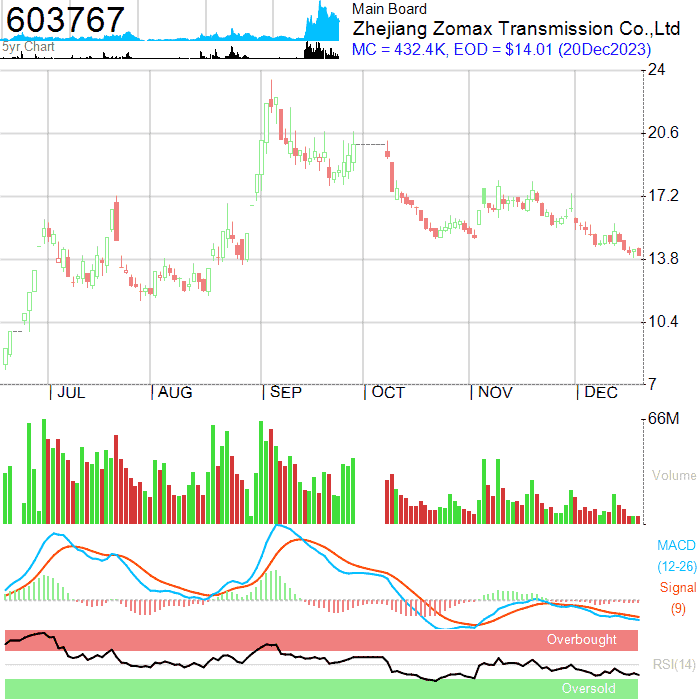 603767
5yr Chart
Main Board
Zhejiang Zomax Transmission Co.,Ltd
MC = 432.4K, EOD = $14.01 (20Dec2023)
24
20.6
17.2
13.8
10.4
7
JUL
AUG
SEP
OCT
NOV
DEC
66M
Volume
MACD
(12-26)
Signal
(9)
Overbought
RSI(14)
Oversold